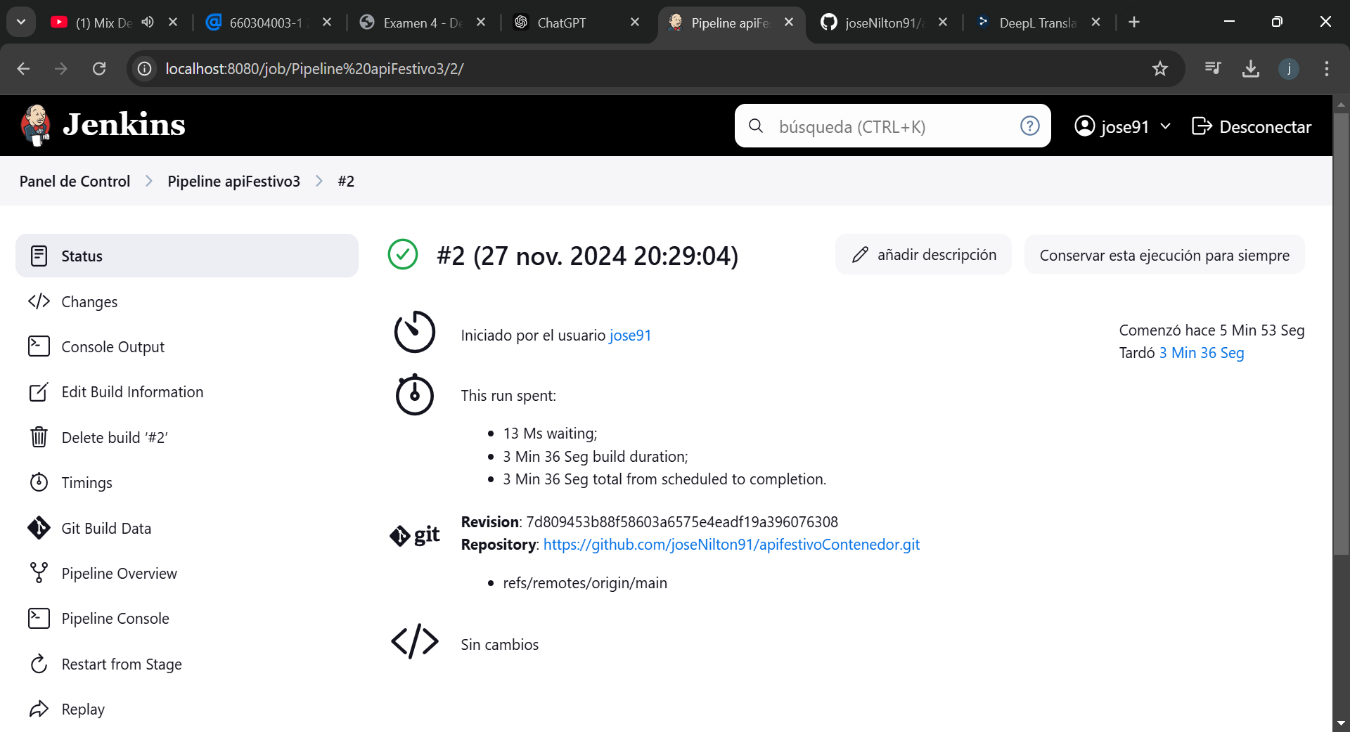 (1) Mix De
660304003-1
Examen 4 - De
ChatGPT
Pipeline apiFe
joseNilton91/a
DeepL Transla
localhost:8080/job/Pipeline%20apiFestivo3/2/
j
Jenkins
búsqueda (CTRL+K)
jose91
Desconectar
Panel de Control
Pipeline apiFestivo3
#2
Status
Changes
Console Output
Edit Build Information
Delete build ‘#2’
Timings
Git Build Data
Pipeline Overview
Pipeline Console
Restart from Stage
Replay
#2 (27 nov. 2024 20:29:04)
añadir descripción
Conservar esta ejecución para siempre
Iniciado por el usuario jose91
Comenzó hace 5 Min 53 Seg
Tardó 3 Min 36 Seg
This run spent:
13 Ms waiting;
3 Min 36 Seg build duration;
3 Min 36 Seg total from scheduled to completion.
git
Revision: 7d809453b88f58603a6575e4eadf19a396076308
Repository: https://github.com/joseNilton91/apifestivoContenedor.git
refs/remotes/origin/main
Sin cambios